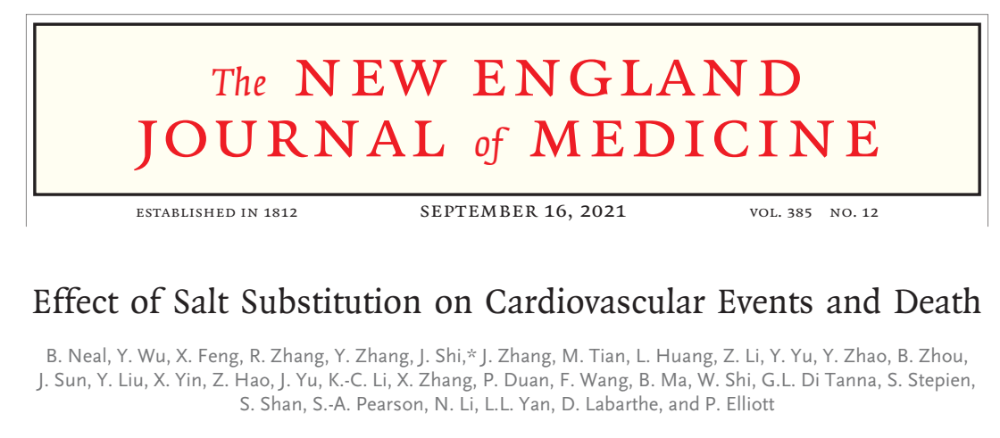 The NEW ENGLAND
JOURNAL of MEDICINE
ESTABLISHED IN 1812 SEPTEMBER 16, 2021 VOL. 385 NO. 12
Effect of Salt Substitution on Cardiovascular Events and Death
B. Neal, Y. Wu, X. Feng, R. Zhang, Y. Zhang, J. Shi,* J. Zhang, M. Tian, L. Huang, Z. Li, Y. Yu, Y. Zhao, B. Zhou,
J. Sun, Y. Liu, X. Yin, Z. Hao, J. Yu, K.-C. Li, X. Zhang, P. Duan, F. Wang, B. Ma, W. Shi, G.L. Di Tanna, S. Stepien,
S. Shan, S.-A. Pearson, N. Li, L.L. Yan, D. Labarthe, and P. Elliott